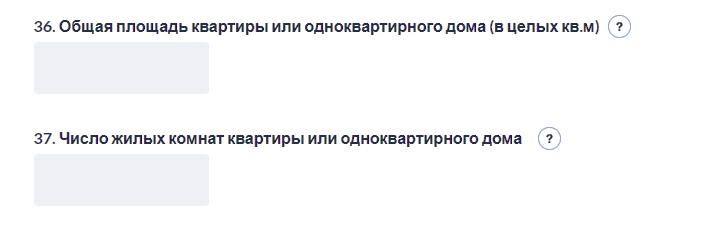 36. Общая площадь квартиры или одноквартирного дома (в целых кв.м) ?
37. Число жилых комнат квартиры или одноквартирного дома ?